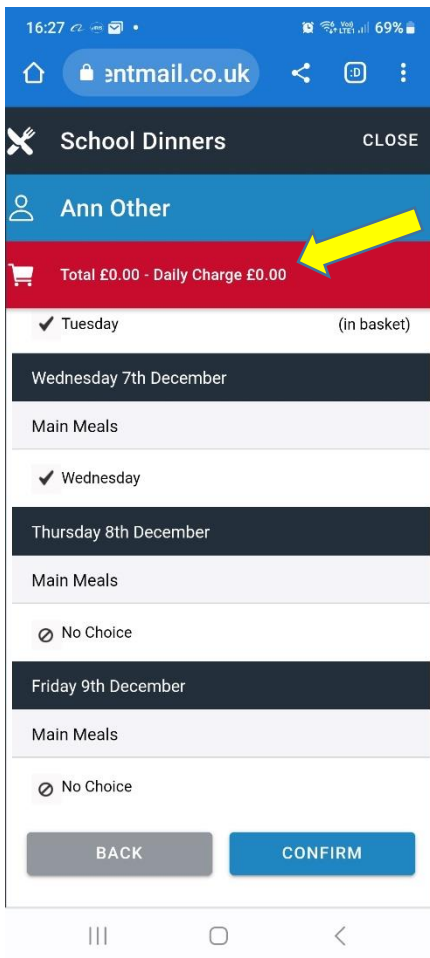 16:27 69%
entmail.co.uk
School Dinners CLOSE
Ann Other
Total £0.00 - Daily Charge £0.00
Tuesday (in basket)
Wednesday 7th December
Main Meals
Wednesday
Thursday 8th December
Main Meals
No Choice
Friday 9th December
Main Meals
No Choice
BACK CONFIRM